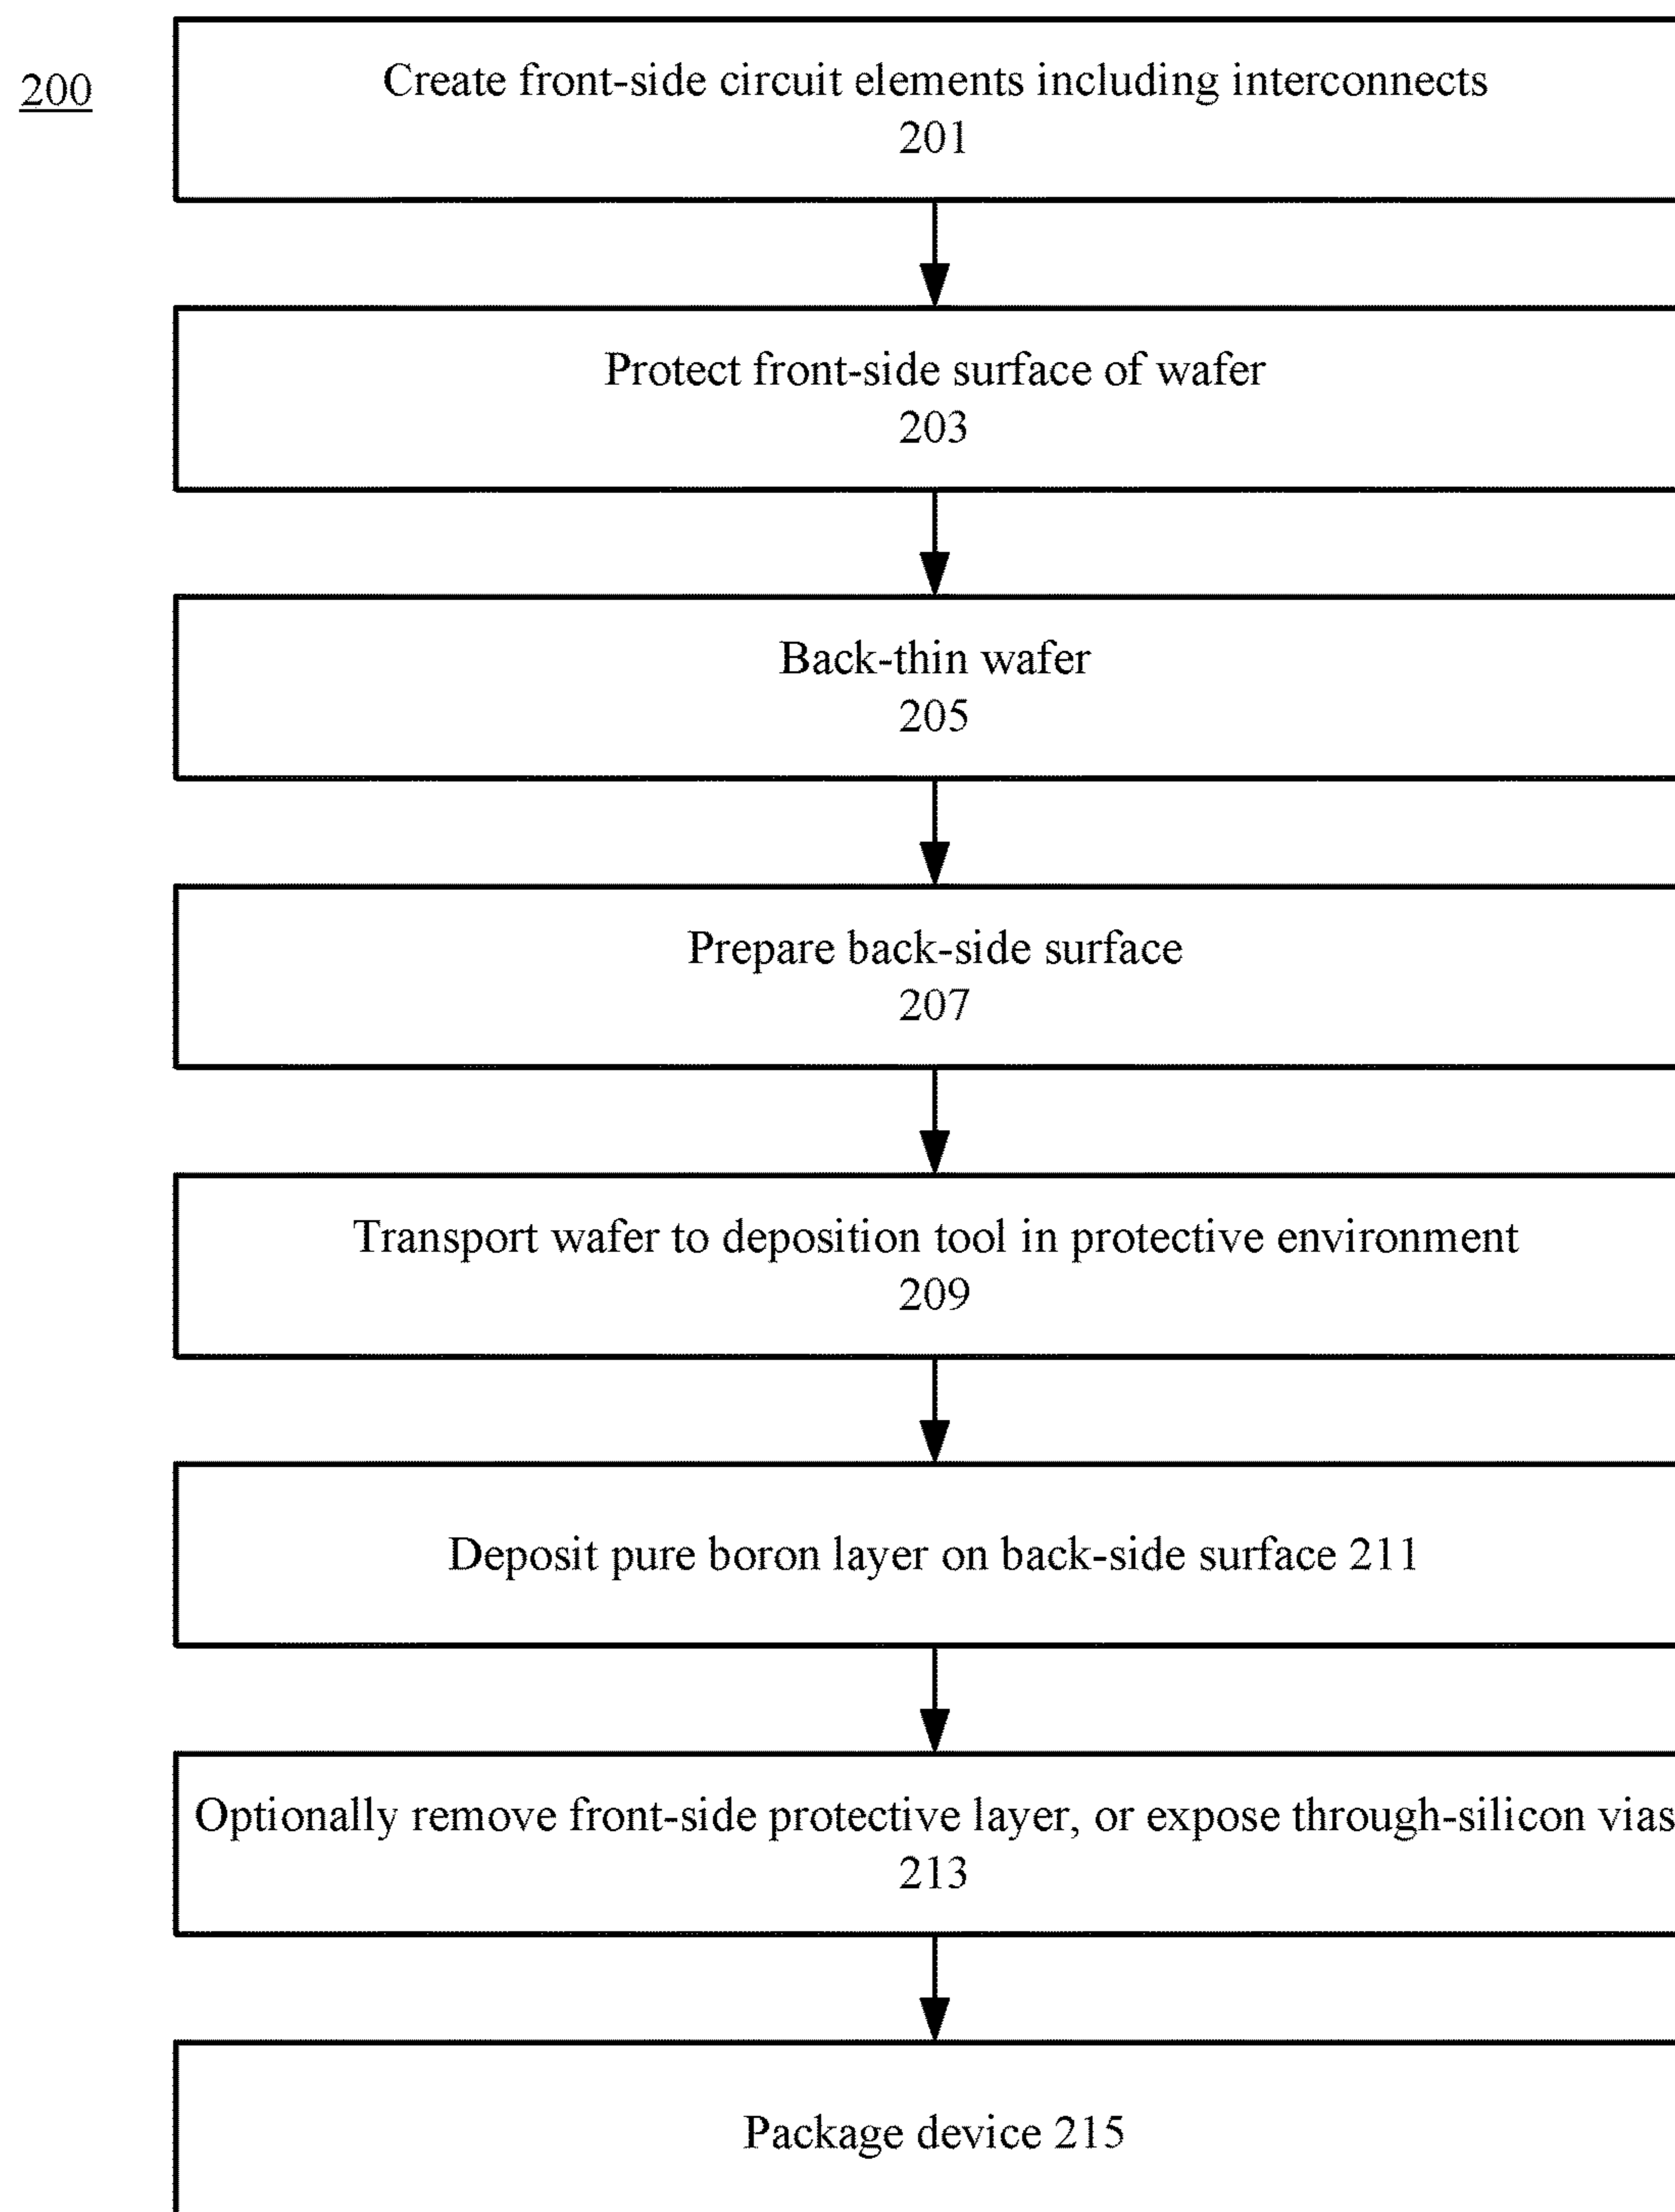 200
Create front-side circuit elements including interconnects
201
Protect front-side surface of wafer
203
Back-thin wafer
205
Prepare back-side surface
207
Transport wafer to deposition tool in protective environment
209
Deposit pure boron layer on back-side surface 211
Optionally remove front-side protective layer, or expose through-silicon vias
213
Package device 215